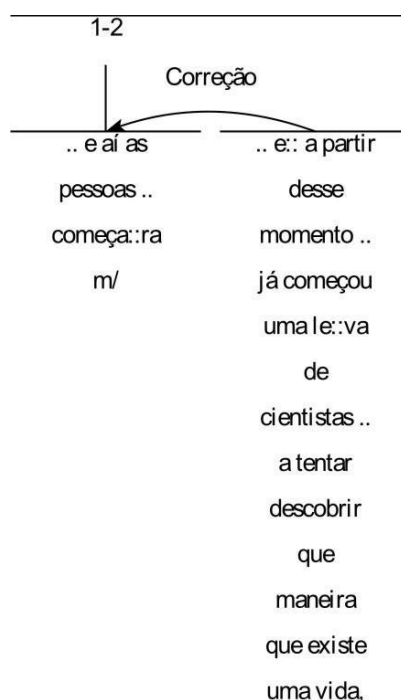 1-2
Correção
.. e aí as
pessoas ..
começa::ra
m/
.. e:: a partir
desse
momento ..
já começou
uma le::va
de
cientistas ..
a tentar
descobrir
que
maneira
que existe
uma vida,